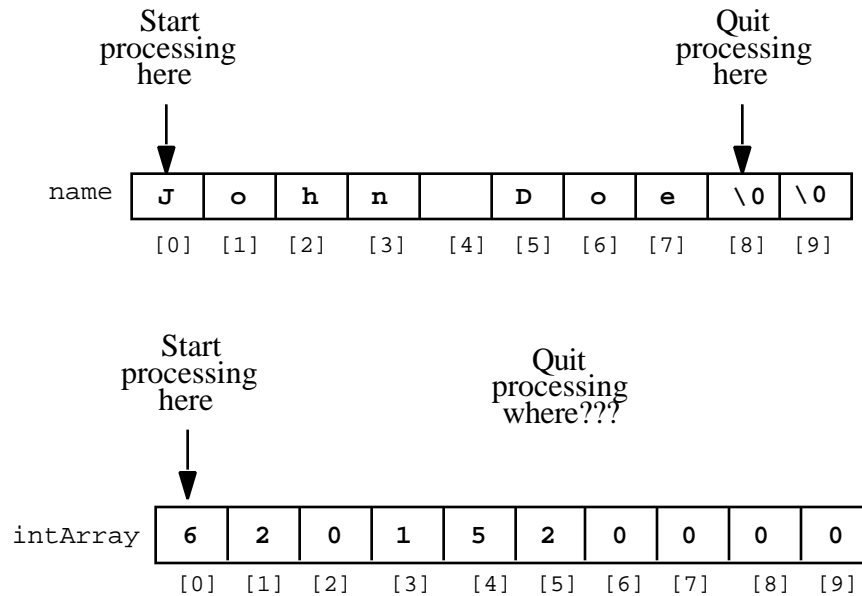 Start
processing
here
Quit
processing
here
name J o h n D o e \0 \0
[0] [1] [2] [3] [4] [5] [6] [7] [8] [9]
Start
processing
here
Quit
processing
where???
intArray 6 2 0 1 5 2 0 0 0 0
[0] [1] [2] [3] [4] [5] [6] [7] [8] [9]